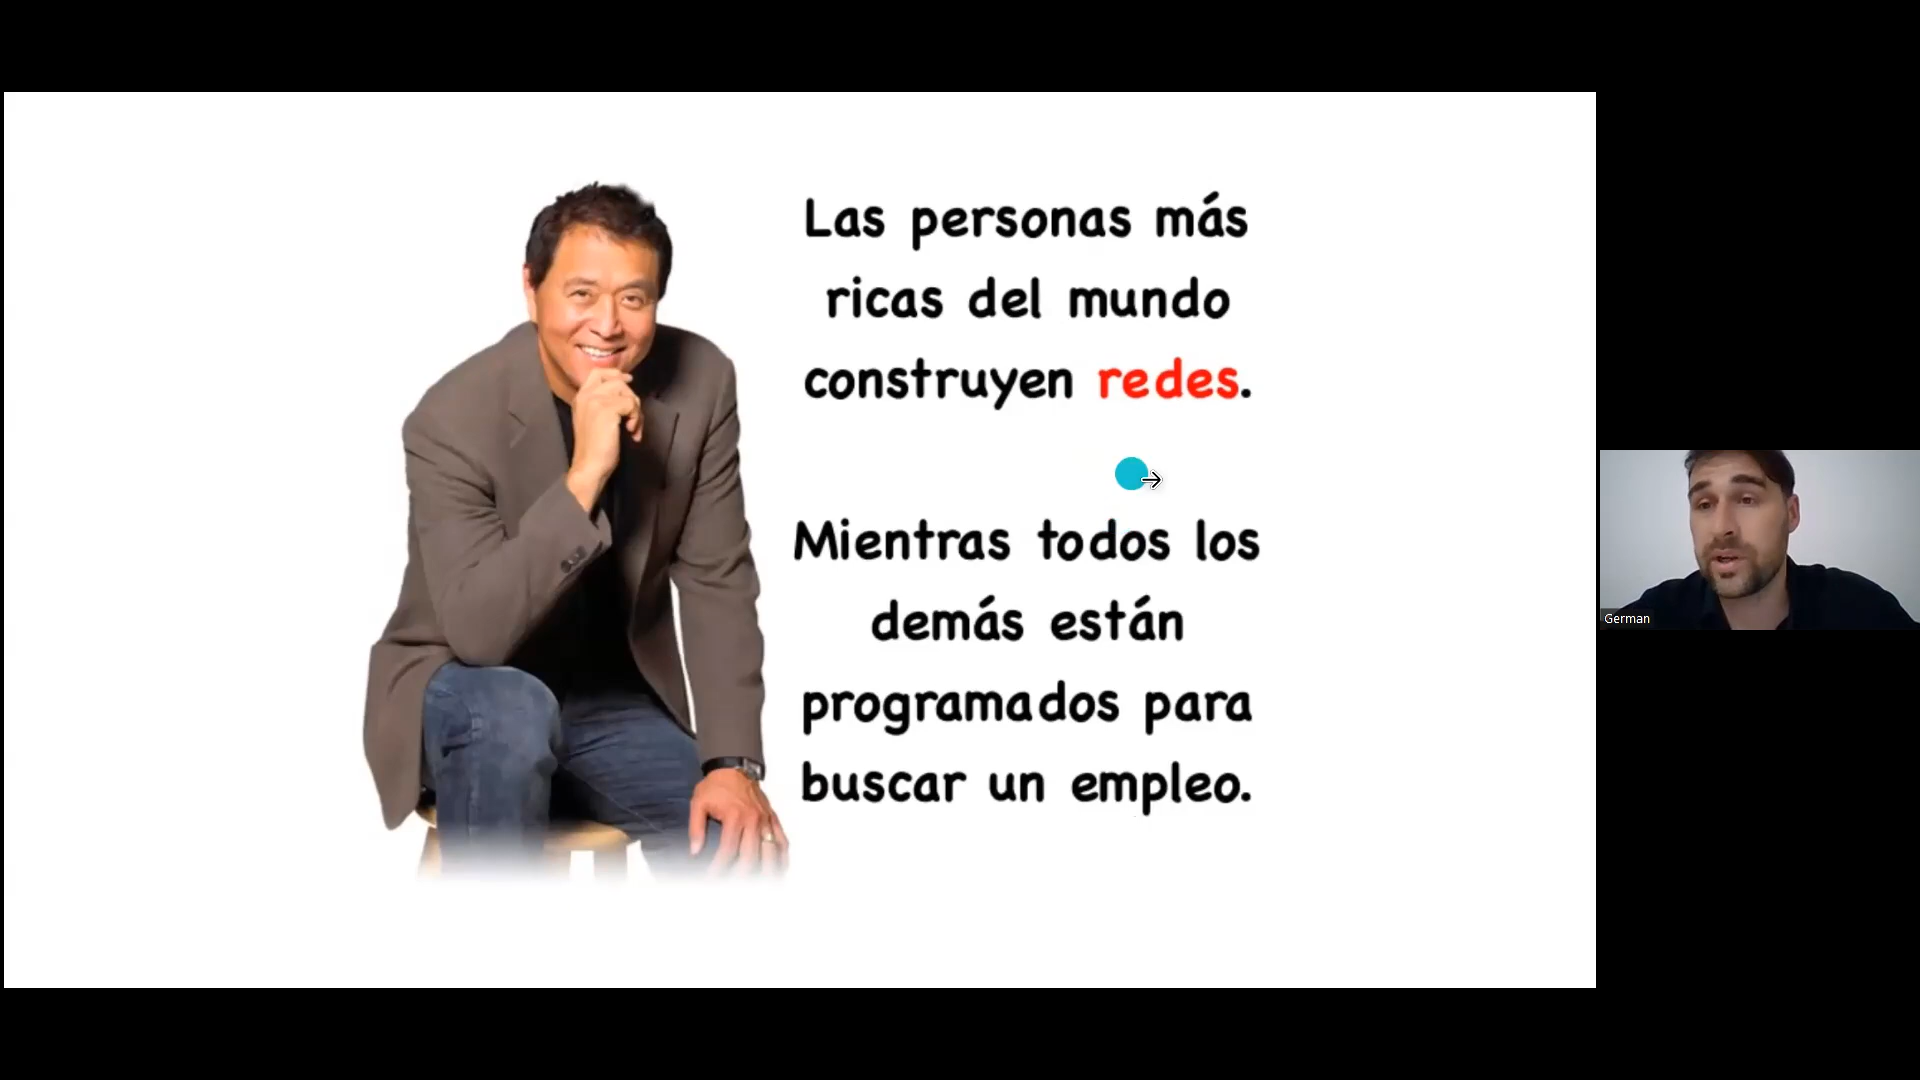 Las personas más
ricas del mundo
construyen redes.
Mientras todos los
demás están
programados para
buscar un empleo.
German